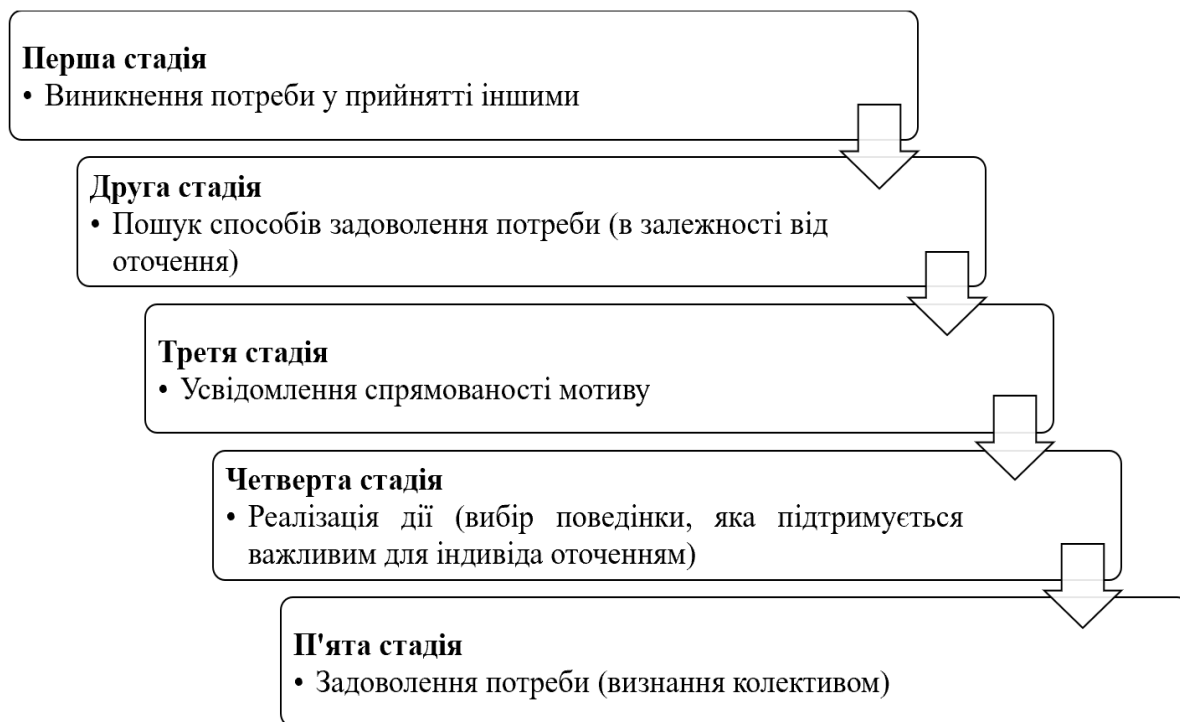 Перша стадія
• Виникнення потреби у прийнятті іншими
Друга стадія
• Пошук способів задоволення потреби (в залежності від
оточення)
Третя стадія
• Усвідомлення спрямованості мотиву
Четверта стадія
• Реалізація дії (вибір поведінки, яка підтримується
важливим для індивіда оточенням)
П'ята стадія
• Задоволення потреби (визнання колективом)